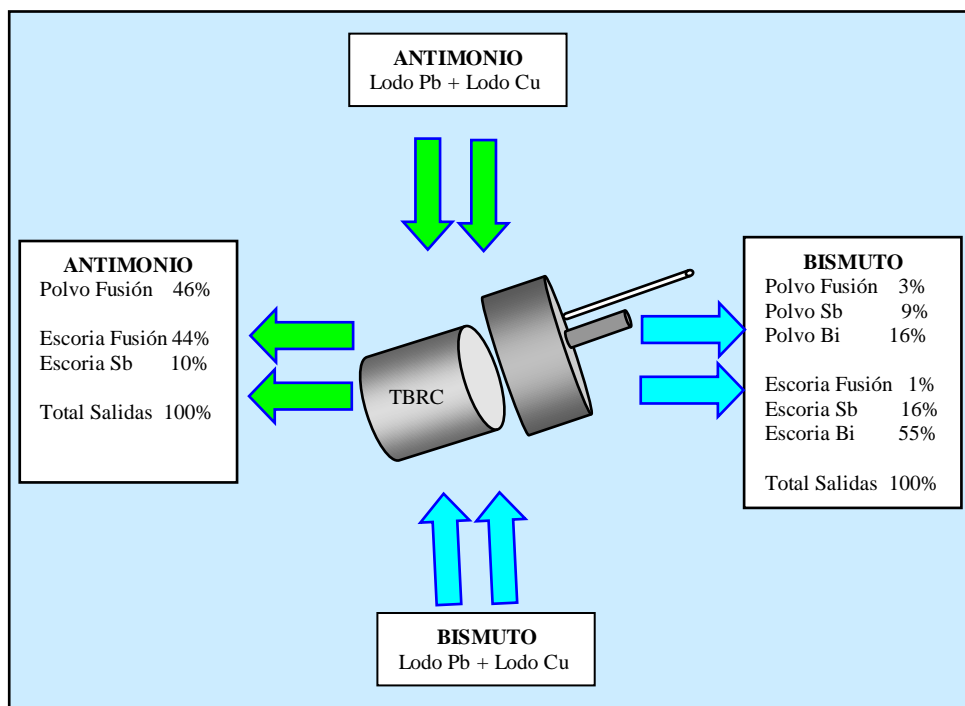 ANTIMONIO
Lodo Pb + Lodo Cu
ANTIMONIO
Polvo Fusión 46%
Escoria Fusión 44%
Escoria Sb 10%
Total Salidas 100%
TBRC
BISMUTO
Polvo Fusión 3%
Polvo Sb 9%
Polvo Bi 16%
Escoria Fusión 1%
Escoria Sb 16%
Escoria Bi 55%
Total Salidas 100%
BISMUTO
Lodo Pb + Lodo Cu